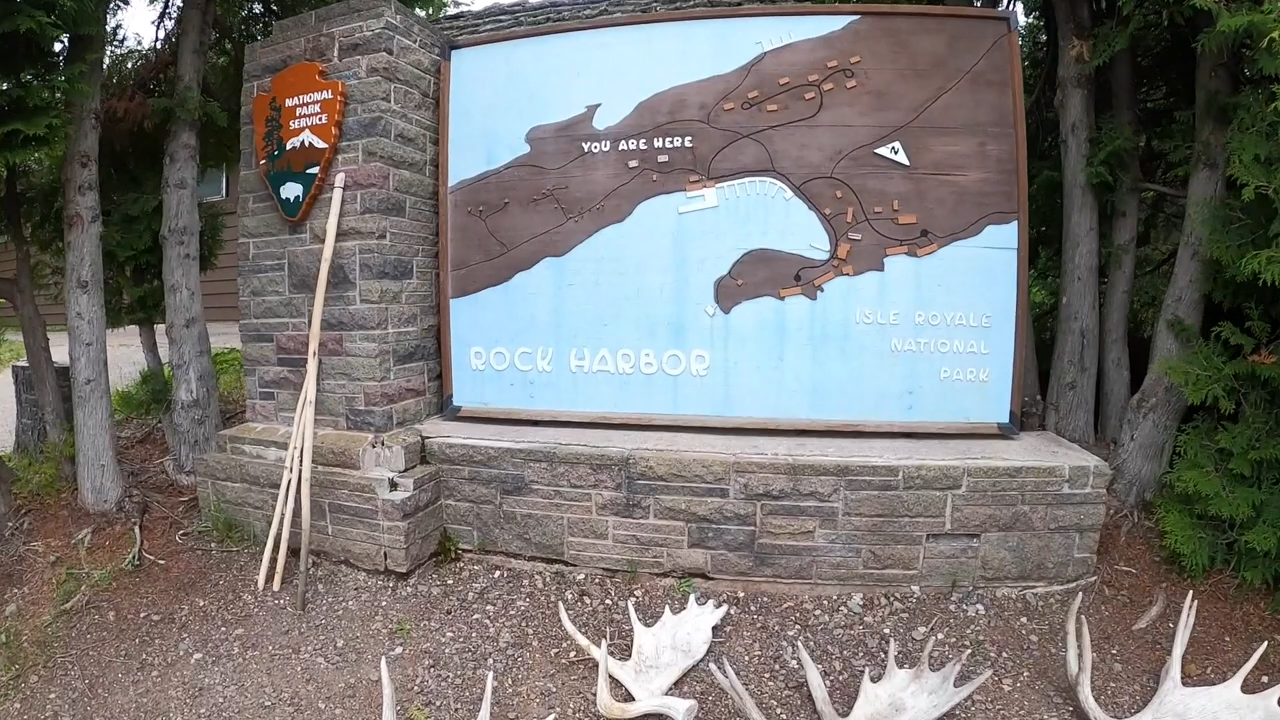 NATIONAL
PARK
SERVICE
YOU ARE HERE
N
ROCK HARBOR
ISLE ROYALE
NATIONAL
PARK